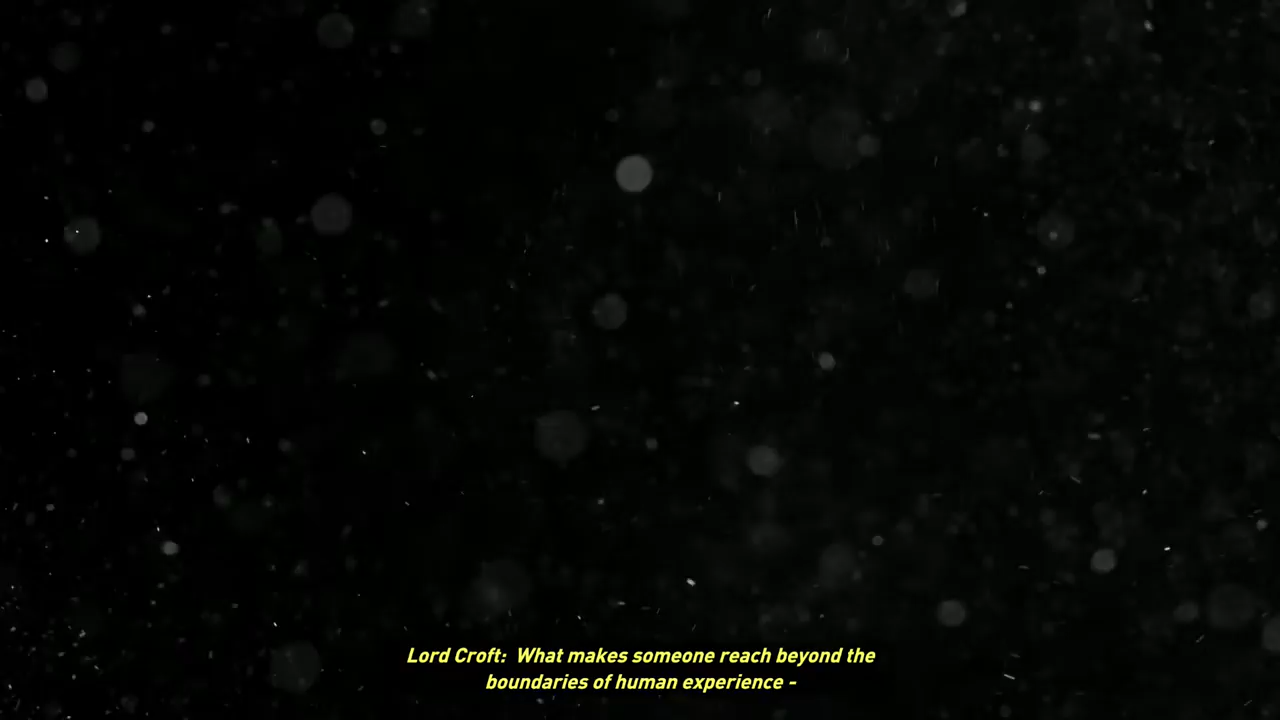 Lord Croft:  What makes someone reach beyond the
boundaries of human experience -